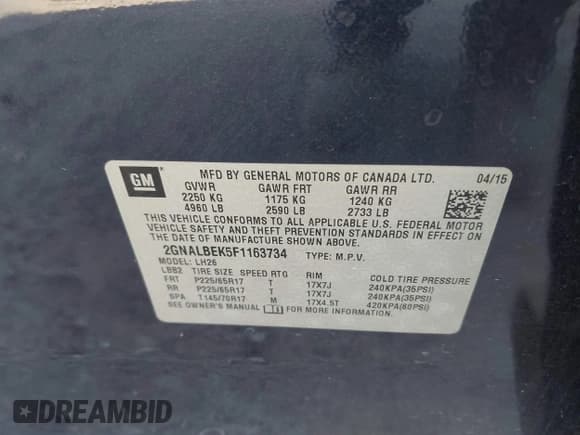 GM
MFD BY GENERAL MOTORS OF CANADA LTD. 04/15
GVWR GAWR FRT GAWR RR
2250 KG 1175 KG 1240 KG
4960 LB 2590 LB 2733 LB
THIS VEHICLE CONFORMS TO ALL APPLICABLE U.S. FEDERAL MOTOR
VEHICLE SAFETY AND THEFT PREVENTION STANDARDS IN
EFFECT ON THE DATE OF MANUFACTURE SHOWN ABOVE.
2GNALBEK5F1163734 TYPE: M.P.V.
MODEL: LH26
LBB2 TIRE SIZE SPEED RTG RIM COLD TIRE PRESSURE
FRT P225/65R17 T 17X7J 240KPA(35PSI)
RR P225/65R17 T 17X7J 240KPA(35PSI)
SPA T145/70R17 M 17X4.5T 420KPA(60PSI)
SEE OWNER'S MANUAL FOR MORE INFORMATION.
DREAMBID